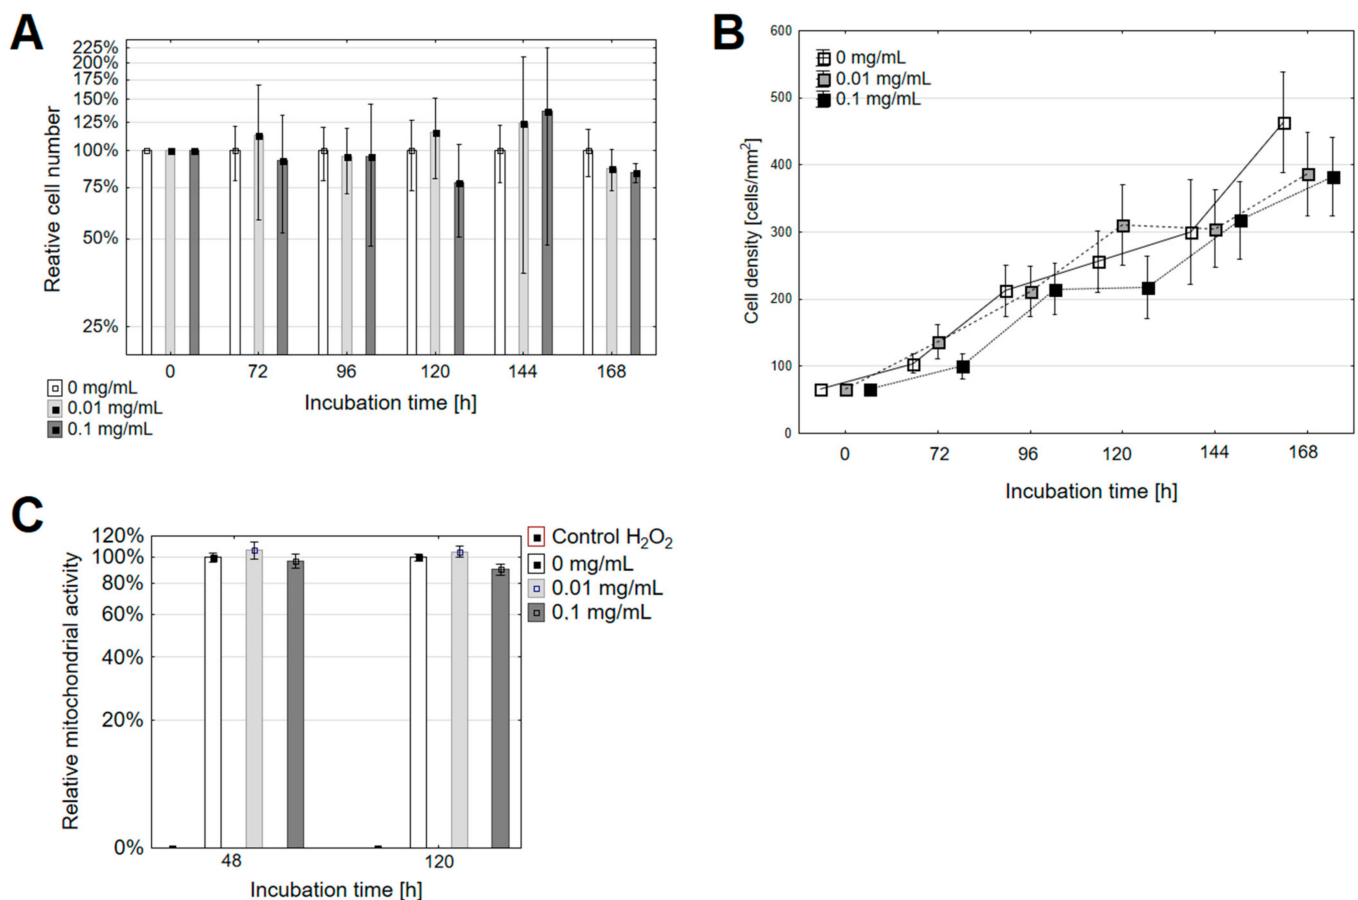 A
Reative cell number
225%
200%
175%
150%
125%
100%
75%
50%
25%
0 72 96 120 144 168
Incubation time [h]
0 mg/mL
0.01 mg/mL
0.1 mg/mL
B
Cell density [cells/mm²]
600
500
400
300
200
100
0
0 mg/mL
0.01 mg/mL
0.1 mg/mL
0 72 96 120 144 168
Incubation time [h]
C
Relative mitochondrial activity
120%
100%
80%
60%
40%
20%
0%
48 120
Incubation time [h]
Control H₂O₂
0 mg/mL
0.01 mg/mL
0.1 mg/mL